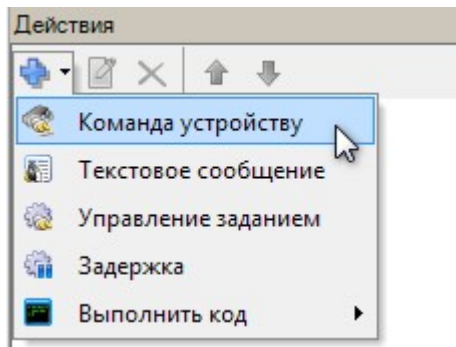 Действия
Команда устройству
Текстовое сообщение
Управление заданием
Задержка
Выполнить код